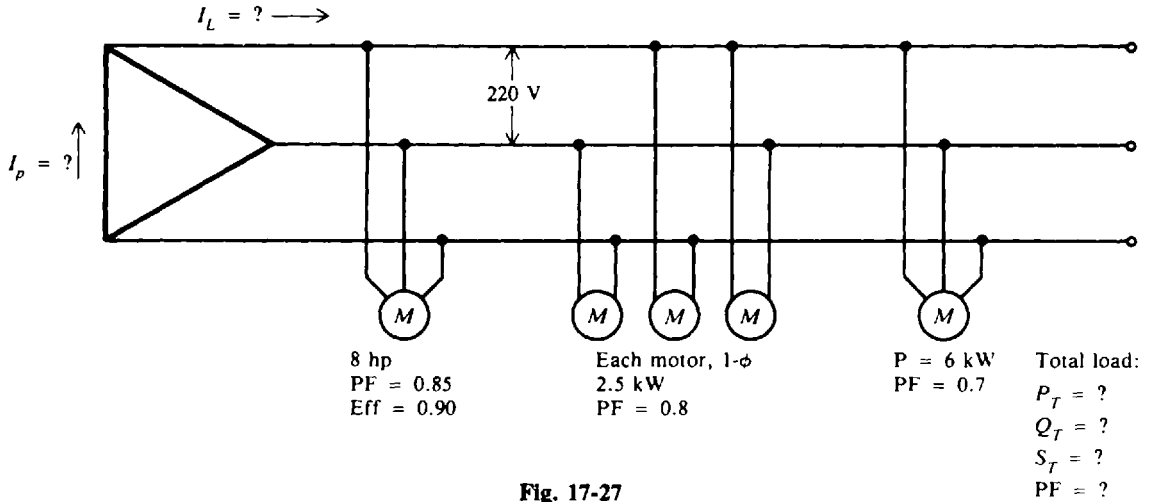 I_L = ? →
220 V
I_p = ?
M
M
M
M
M
8 hp
PF = 0.85
Eff = 0.90
Each motor, 1-ϕ
2.5 kW
PF = 0.8
P = 6 kW
PF = 0.7
Total load:
P_T = ?
Q_T = ?
S_T = ?
PF = ?
Fig. 17-27